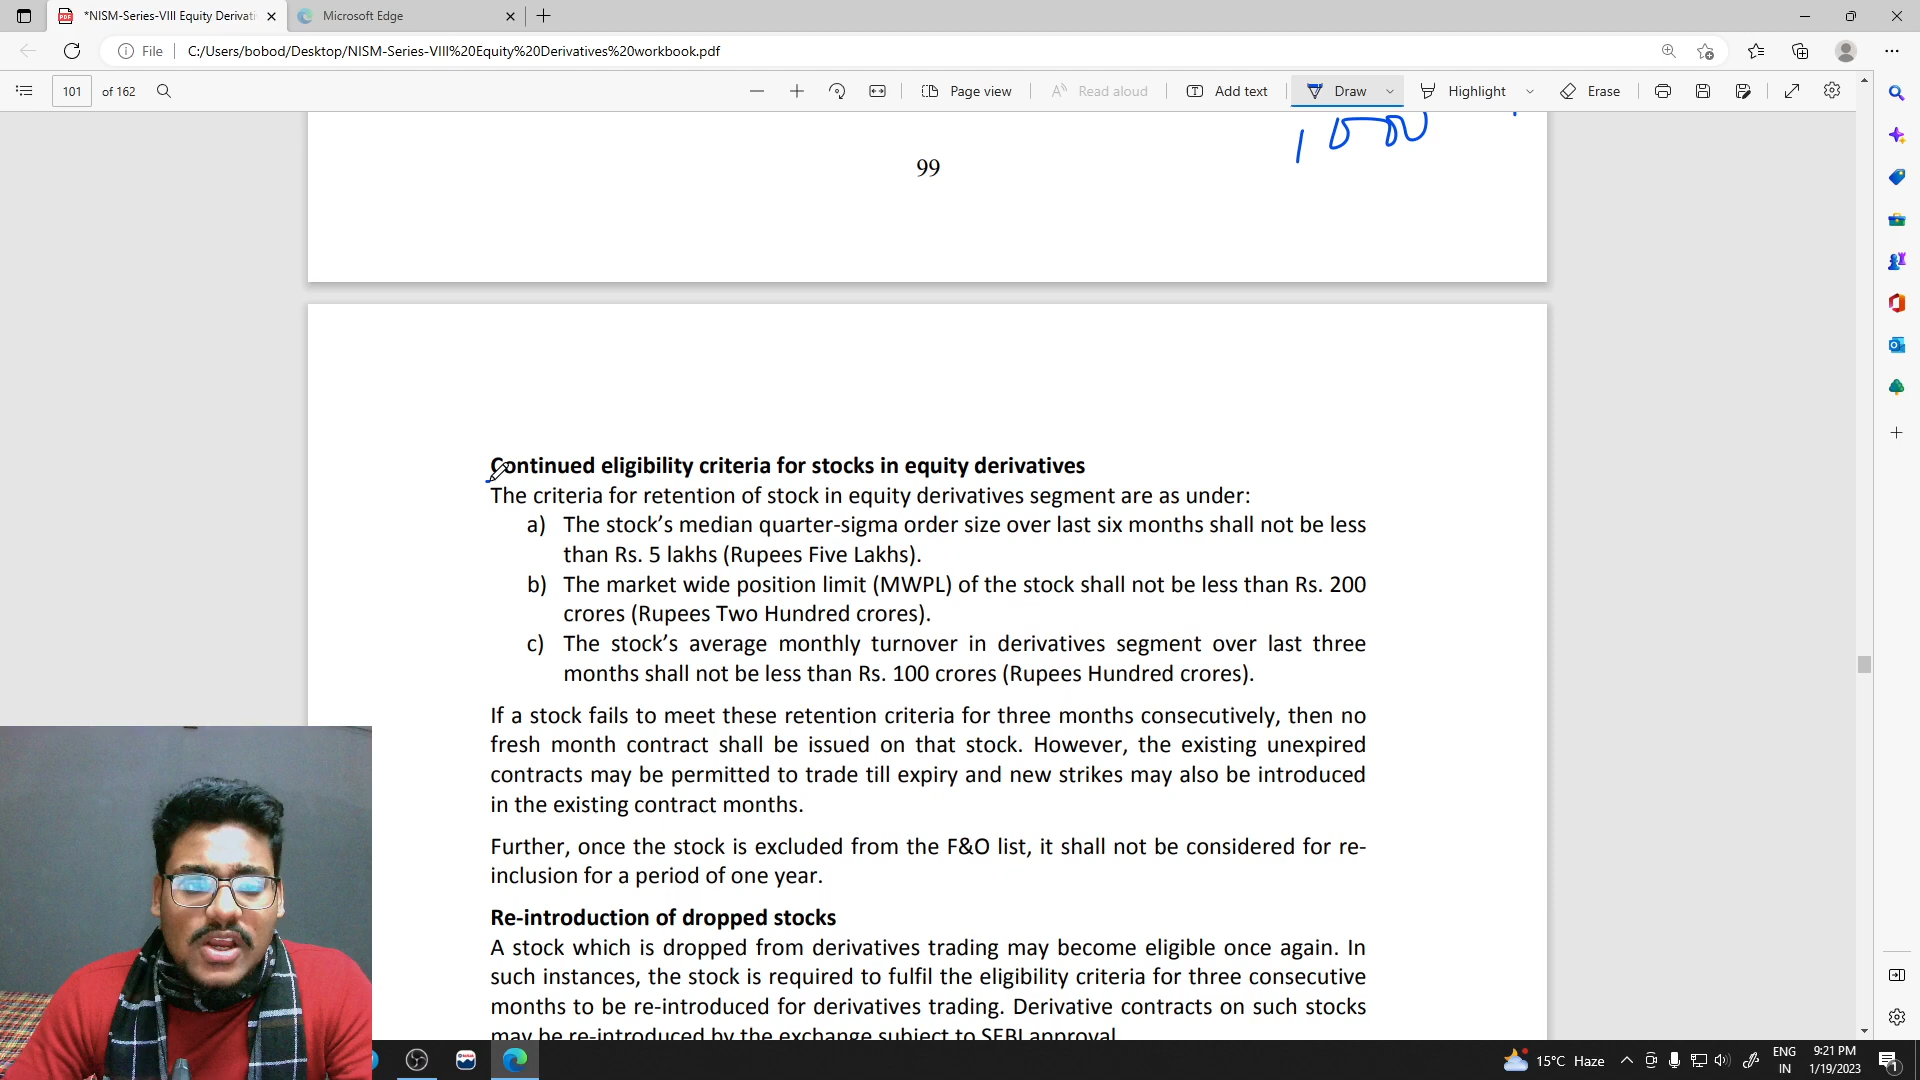 *NISM-Series-VIII Equity Derivati
Microsoft Edge
File
C:/Users/bobod/Desktop/NISM-Series-VIII%20Equity%20Derivatives%20workbook.pdf
101 of 162
Page view
Read aloud
Add text
Draw
Highlight
Erase
99
Continued eligibility criteria for stocks in equity derivatives
The criteria for retention of stock in equity derivatives segment are as under:
a) The stock’s median quarter-sigma order size over last six months shall not be less
than Rs. 5 lakhs (Rupees Five Lakhs).
b) The market wide position limit (MWPL) of the stock shall not be less than Rs. 200
crores (Rupees Two Hundred crores).
c) The stock’s average monthly turnover in derivatives segment over last three
months shall not be less than Rs. 100 crores (Rupees Hundred crores).
If a stock fails to meet these retention criteria for three months consecutively, then no
fresh month contract shall be issued on that stock. However, the existing unexpired
contracts may be permitted to trade till expiry and new strikes may also be introduced
in the existing contract months.
Further, once the stock is excluded from the F&O list, it shall not be considered for re-
inclusion for a period of one year.
Re-introduction of dropped stocks
A stock which is dropped from derivatives trading may become eligible once again. In
such instances, the stock is required to fulfil the eligibility criteria for three consecutive
months to be re-introduced for derivatives trading. Derivative contracts on such stocks
may be re-introduced by the exchange subject to SEBI approval.
15°C Haze
ENG
IN
9:21 PM
1/19/2023
1